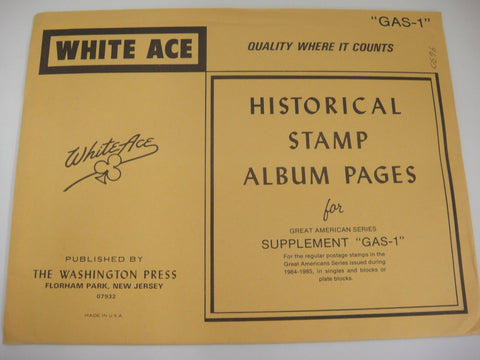 "GAS-1"
WHITE ACE
QUALITY WHERE IT COUNTS
HISTORICAL
STAMP
ALBUM PAGES
for
GREAT AMERICAN SERIES
SUPPLEMENT "GAS-1"
For the regular postage stamps in the
Great Americans Series issued during
1984-1985, in singles and blocks or
plate blocks.
White Ace
PUBLISHED BY
THE WASHINGTON PRESS
FLORHAM PARK, NEW JERSEY
07932
MADE IN U.S.A.